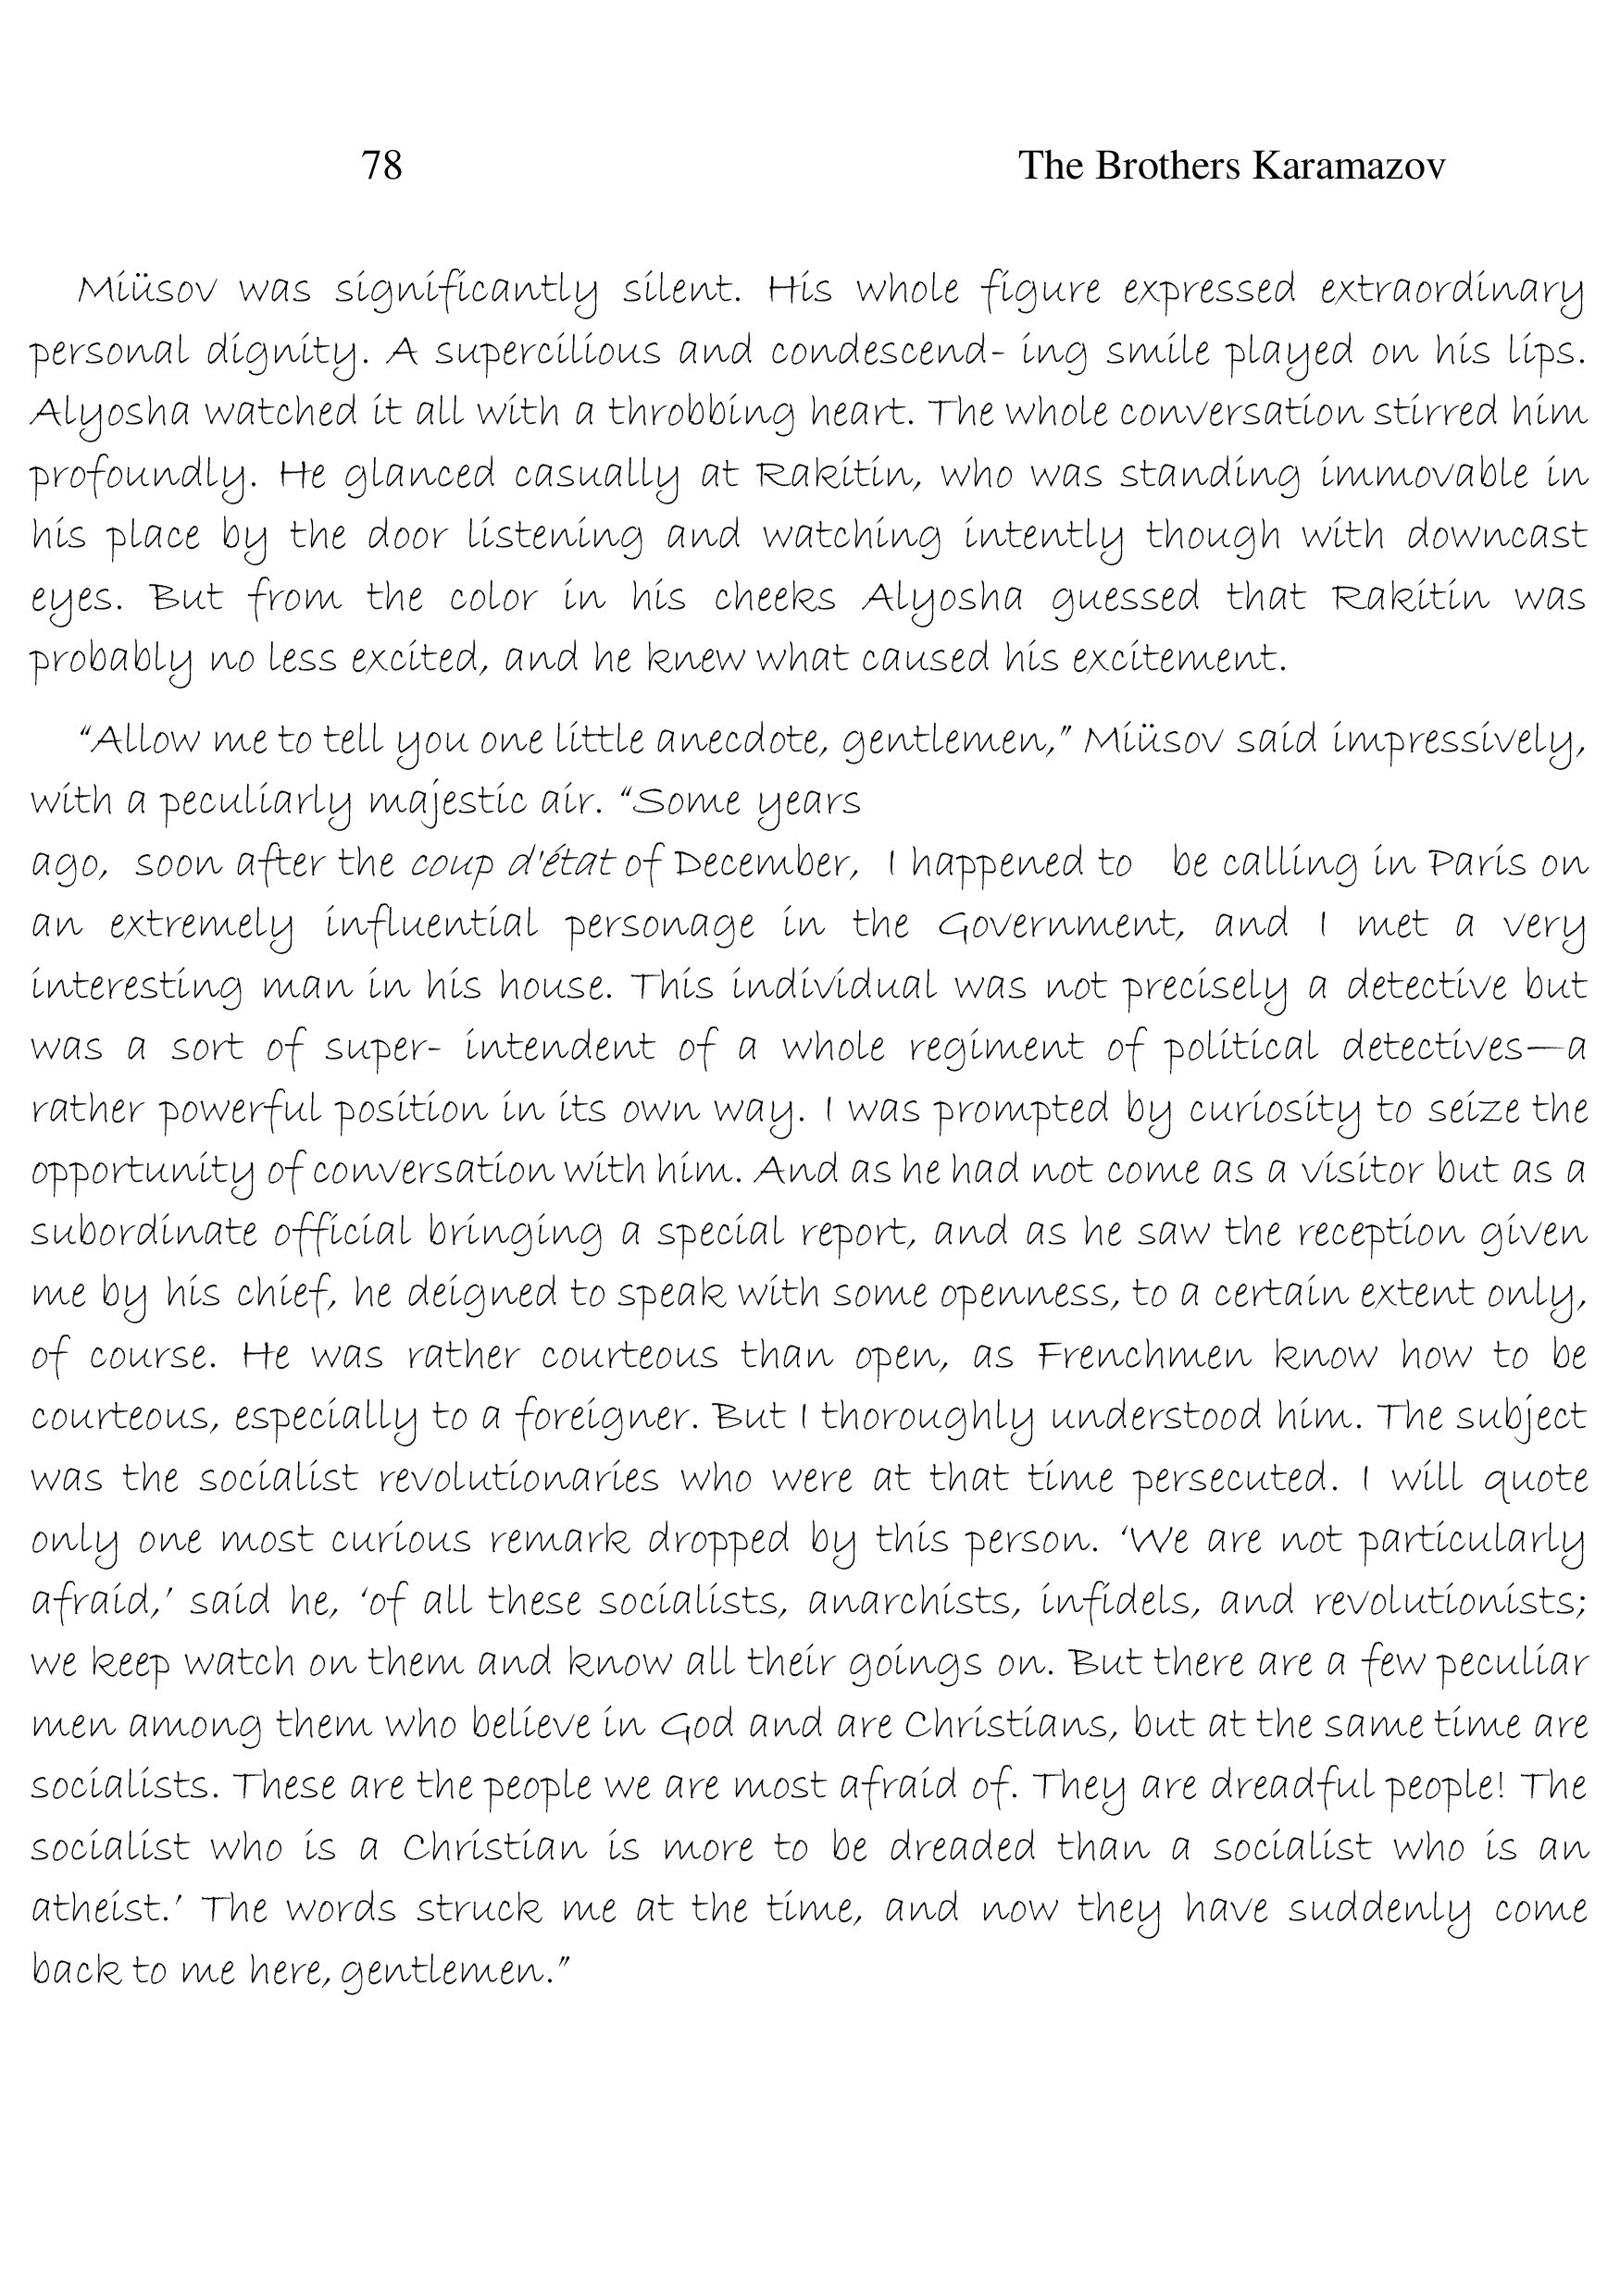 78 The Brothers Karamazov
Miüsov was significantly silent. His whole figure expressed extraordinary
personal dignity. A supercilious and condescend- ing smile played on his lips.
Alyosha watched it all with a throbbing heart. The whole conversation stirred him
profoundly. He glanced casually at Rakitin, who was standing immovable in
his place by the door listening and watching intently though with downcast
eyes. But from the color in his cheeks Alyosha guessed that Rakitin was
probably no less excited, and he knew what caused his excitement.
“Allow me to tell you one little anecdote, gentlemen,” Miüsov said impressively,
with a peculiarly majestic air. “Some years
ago, soon after the coup d'état of December, I happened to be calling in Paris on
an extremely influential personage in the Government, and I met a very
interesting man in his house. This individual was not precisely a detective but
was a sort of super- intendent of a whole regiment of political detectives—a
rather powerful position in its own way. I was prompted by curiosity to seize the
opportunity of conversation with him. And as he had not come as a visitor but as a
subordinate official bringing a special report, and as he saw the reception given
me by his chief, he deigned to speak with some openness, to a certain extent only,
of course. He was rather courteous than open, as Frenchmen know how to be
courteous, especially to a foreigner. But I thoroughly understood him. The subject
was the socialist revolutionaries who were at that time persecuted. I will quote
only one most curious remark dropped by this person. ‘We are not particularly
afraid,’ said he, ‘of all these socialists, anarchists, infidels, and revolutionists;
we keep watch on them and know all their goings on. But there are a few peculiar
men among them who believe in God and are Christians, but at the same time are
socialists. These are the people we are most afraid of. They are dreadful people! The
socialist who is a Christian is more to be dreaded than a socialist who is an
atheist.’ The words struck me at the time, and now they have suddenly come
back to me here, gentlemen.”